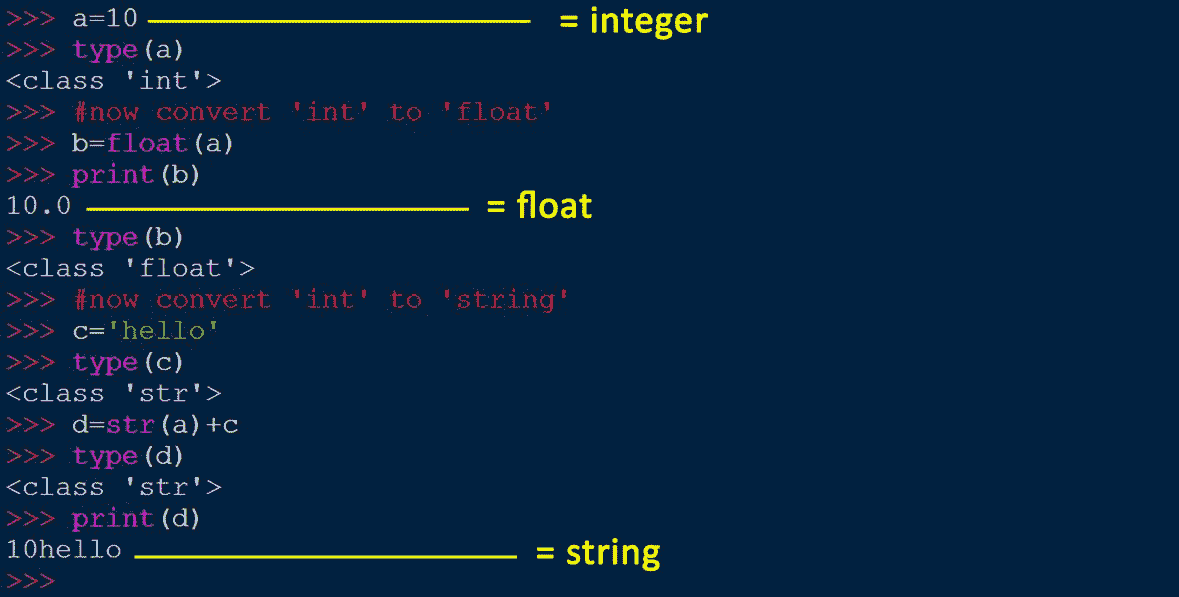 >>> a=10 = integer
>>> type(a)
<class 'int'>
>>> #now convert 'int' to 'float'
>>> b=float(a)
>>> print(b)
10.0 = float
>>> type(b)
<class 'float'>
>>> #now convert 'int' to 'string'
>>> c='hello'
>>> type(c)
<class 'str'>
>>> d=str(a)+c
>>> type(d)
<class 'str'>
>>> print(d)
10hello = string
>>>